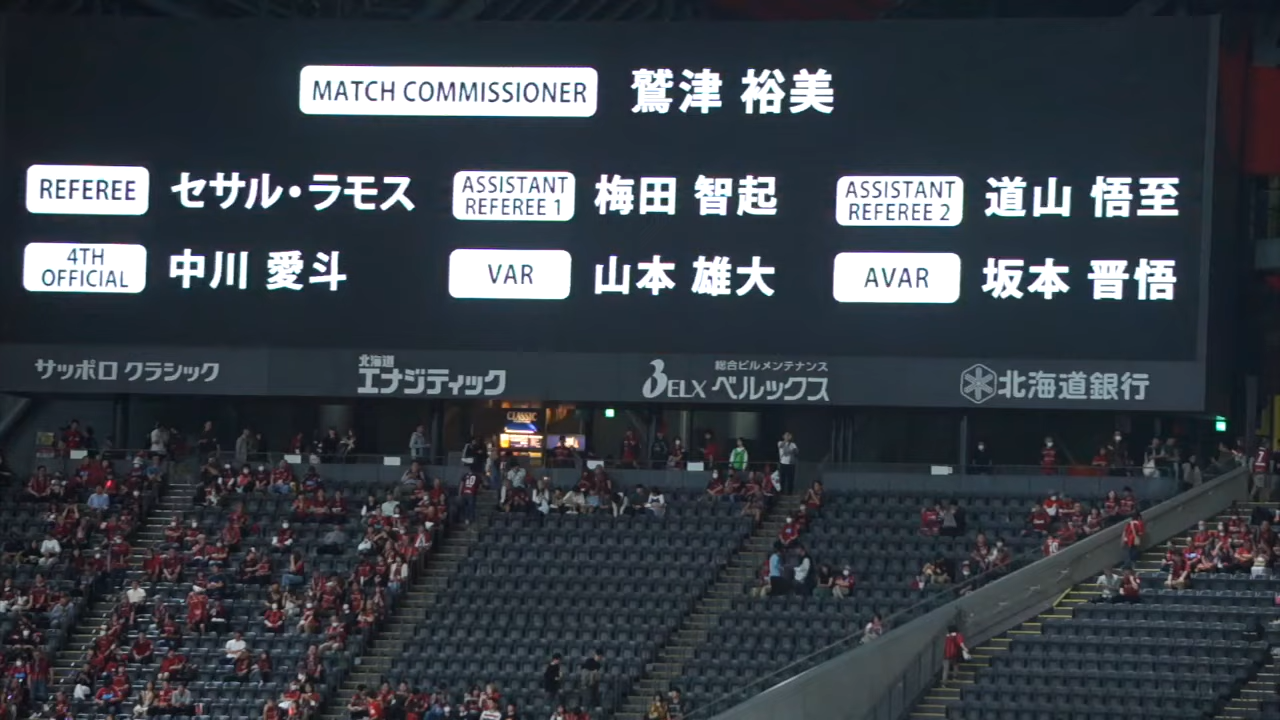 MATCH COMMISSIONER 鷲津 裕美
REFEREE セサル・ラモス
ASSISTANT REFEREE 1 梅田 智起
ASSISTANT REFEREE 2 道山 悟至
4TH OFFICIAL 中川 愛斗
VAR 山本 雄大
AVAR 坂本 晋悟
サッポロ クラシック
北海道
エナジティック
総合ビルメンテナンス
BELX ベルックス
北海道銀行
CLASSIC
10